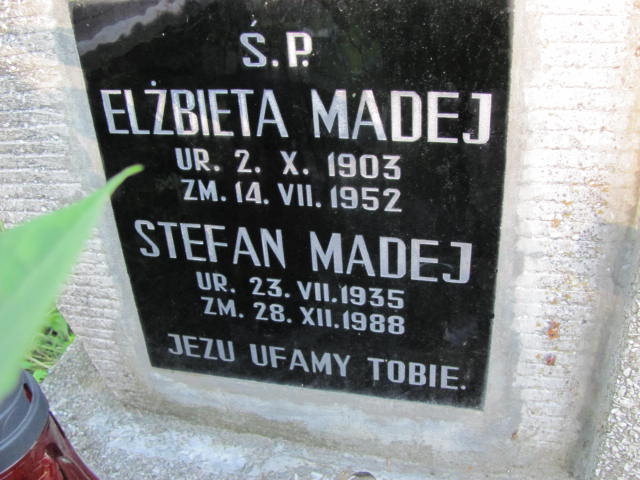 Ś.P.
ELŻBIETA MADEJ
UR. 2. X. 1903
ZM. 14. VII. 1952
STEFAN MADEJ
UR. 23. VII. 1935
ZM. 28. XII. 1988
JEZU UFAMY TOBIE.